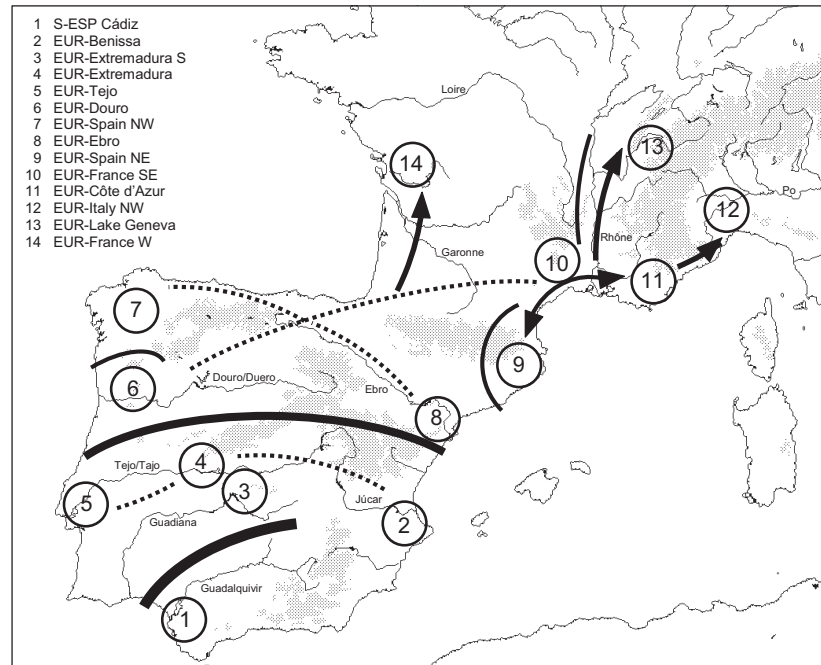 1 S-ESP Cádiz
2 EUR-Benissa
3 EUR-Extremadura S
4 EUR-Extremadura
5 EUR-Tejo
6 EUR-Douro
7 EUR-Spain NW
8 EUR-Ebro
9 EUR-Spain NE
10 EUR-France SE
11 EUR-Côte d'Azur
12 EUR-Italy NW
13 EUR-Lake Geneva
14 EUR-France W
Loire
13
14
Po
12
Rhône
Garonne
10
11
7
9
Douro/Duero
6
Ebro
8
Tejo/Tajo
4
3
5
Júcar
Guadiana
2
Guadalquivir
1